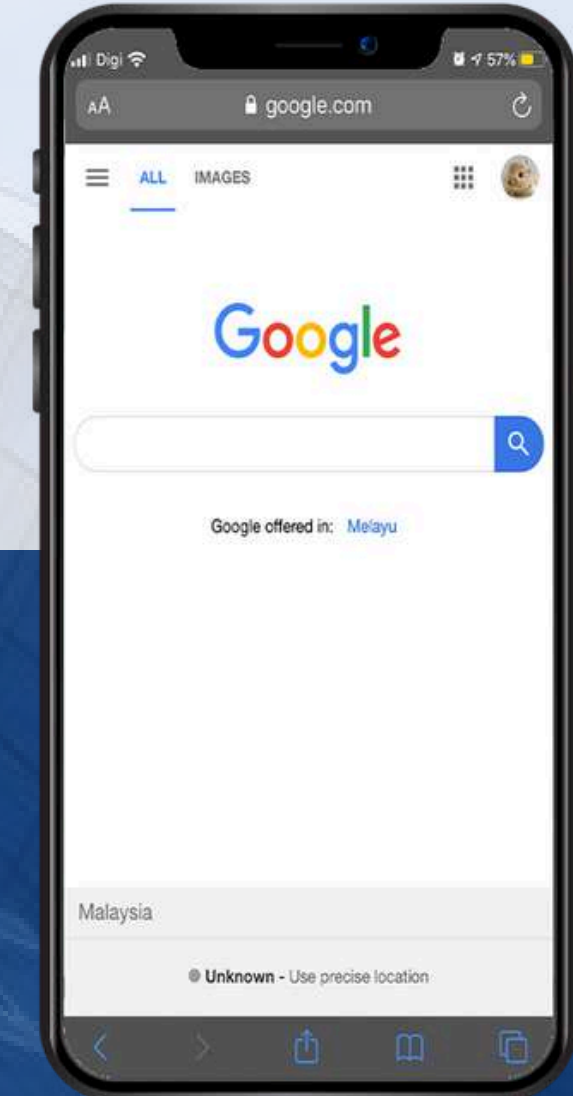 Digi 57%
AA google.com
ALL IMAGES
Google
Google offered in: Melayu
Malaysia
Unknown - Use precise location